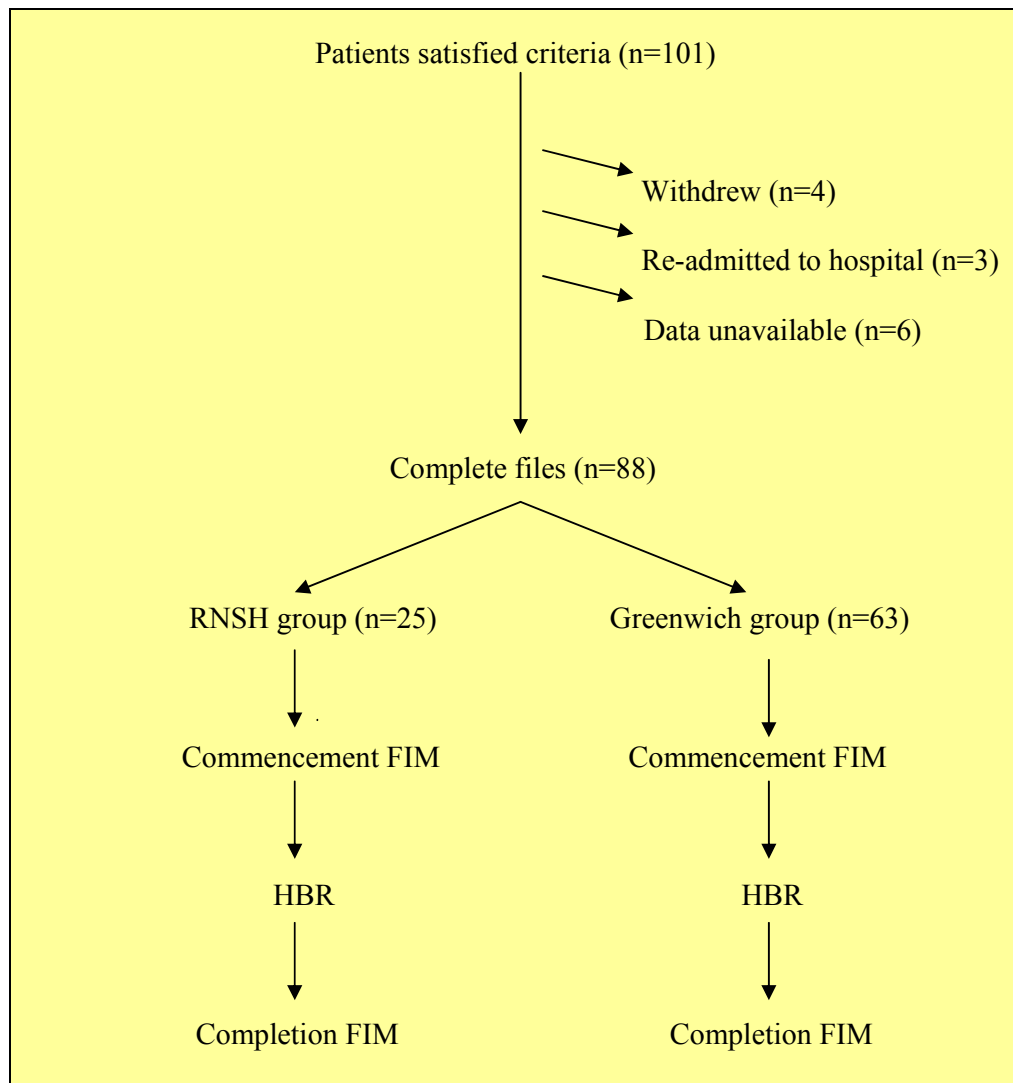 Patients satisfied criteria (n=101)
Withdrew (n=4)
Re-admitted to hospital (n=3)
Data unavailable (n=6)
Complete files (n=88)
RNSH group (n=25)
Greenwich group (n=63)
Commencement FIM
Commencement FIM
HBR
HBR
Completion FIM
Completion FIM